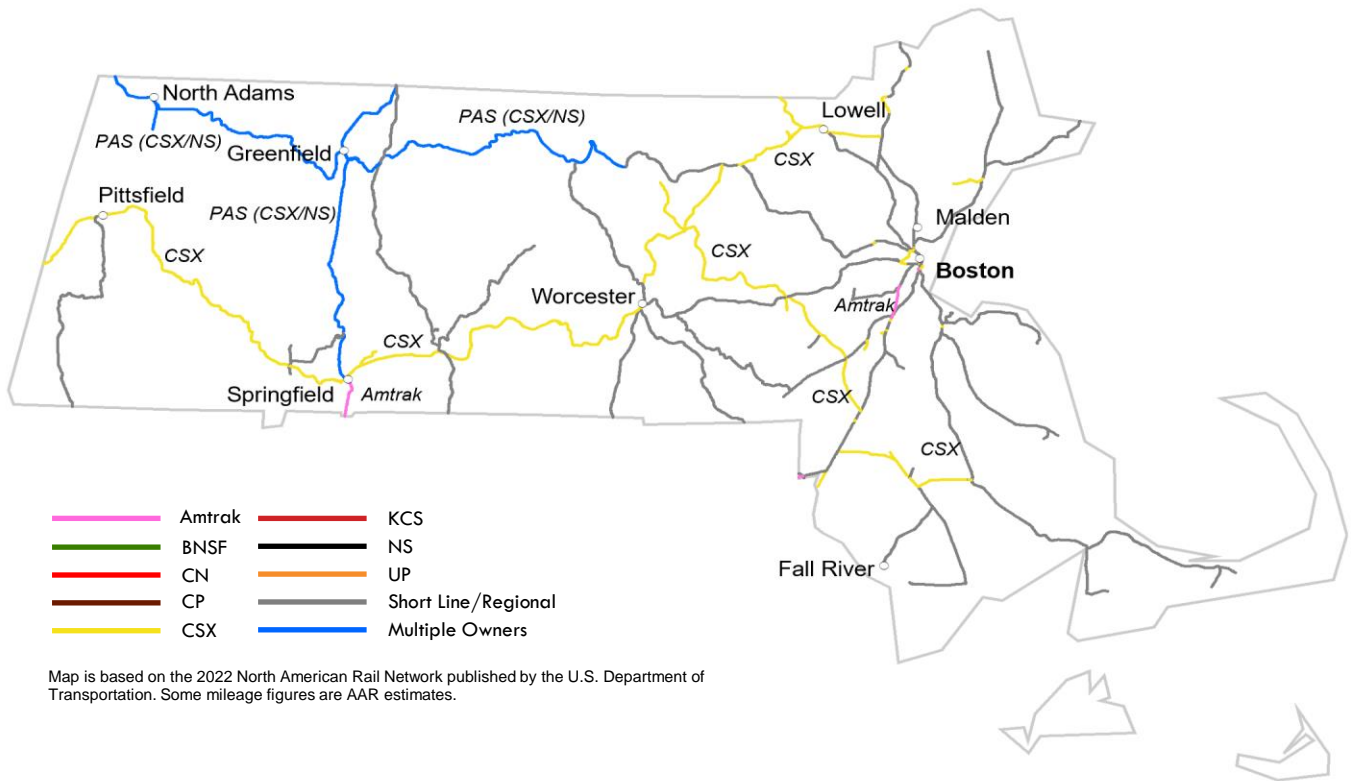 North Adams
PAS (CSX/NS)
Lowell
PAS (CSX/NS)
Greenfield
CSX
Pittsfield
PAS (CSX/NS)
Malden
CSX
CSX
Boston
Worcester
Amtrak
CSX
Springfield
Amtrak
CSX
CSX
Fall River
Amtrak
KCS
BNSF
NS
CN
UP
CP
Short Line/Regional
CSX
Multiple Owners
Map is based on the 2022 North American Rail Network published by the U.S. Department of
Transportation. Some mileage figures are AAR estimates.